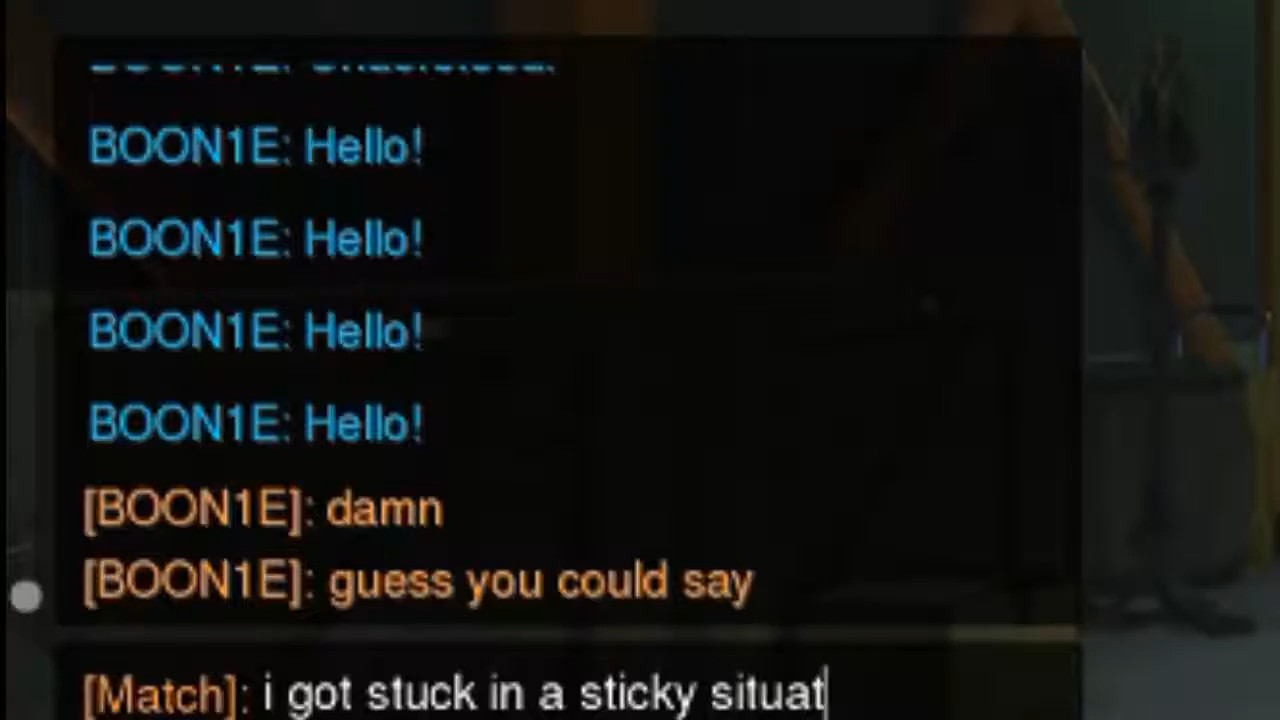 BOON1E: Hello!
BOON1E: Hello!
BOON1E: Hello!
BOON1E: Hello!
[BOON1E]: damn
[BOON1E]: guess you could say
[Match]: i got stuck in a sticky situat